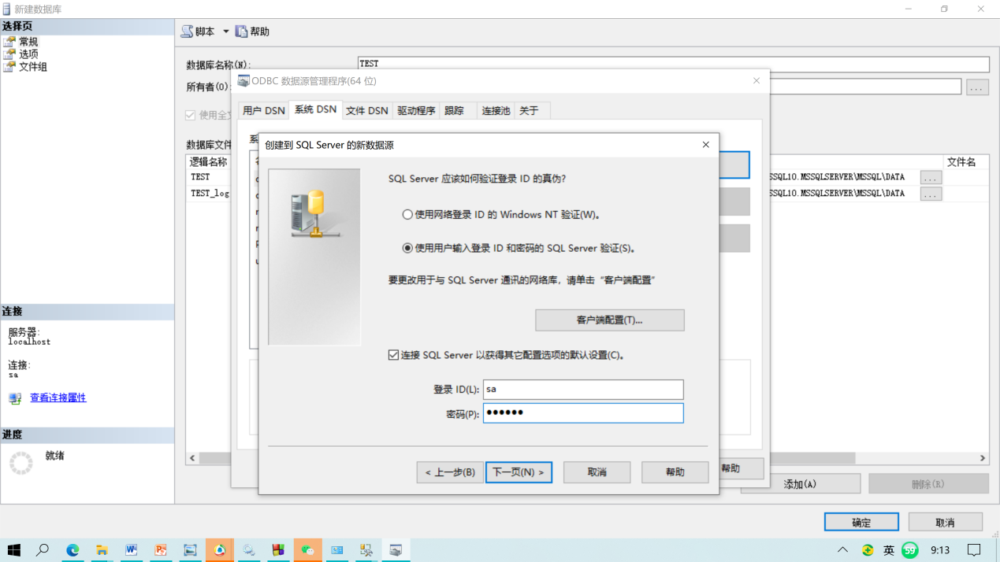 新建数据库
选择页
常规
选项
文件组
脚本
帮助
数据库名称(N):
TEST
所有者(O):
...
使用全文
数据库文件
逻辑名称
文件名
TEST
SSQL10.MSSQLSERVER\MSSQL\DATA
...
TEST_log
SSQL10.MSSQLSERVER\MSSQL\DATA
...
ODBC 数据源管理程序(64 位)
用户 DSN
系统 DSN
文件 DSN
驱动程序
跟踪
连接池
关于
创建到 SQL Server 的新数据源
SQL Server 应该如何验证登录 ID 的真伪?
使用网络登录 ID 的 Windows NT 验证(W)。
使用用户输入登录 ID 和密码的 SQL Server 验证(S)。
要更改用于与 SQL Server 通讯的网络库，请单击“客户端配置”
客户端配置(T)...
连接 SQL Server 以获得其它配置选项的默认设置(C)。
登录 ID(L):
sa
密码(P):
●●●●●●
< 上一步(B)
下一页(N) >
取消
帮助
帮助
连接
服务器:
localhost
连接:
sa
查看连接属性
进度
就绪
添加(A)
删除(R)
确定
取消
英
59
9:13